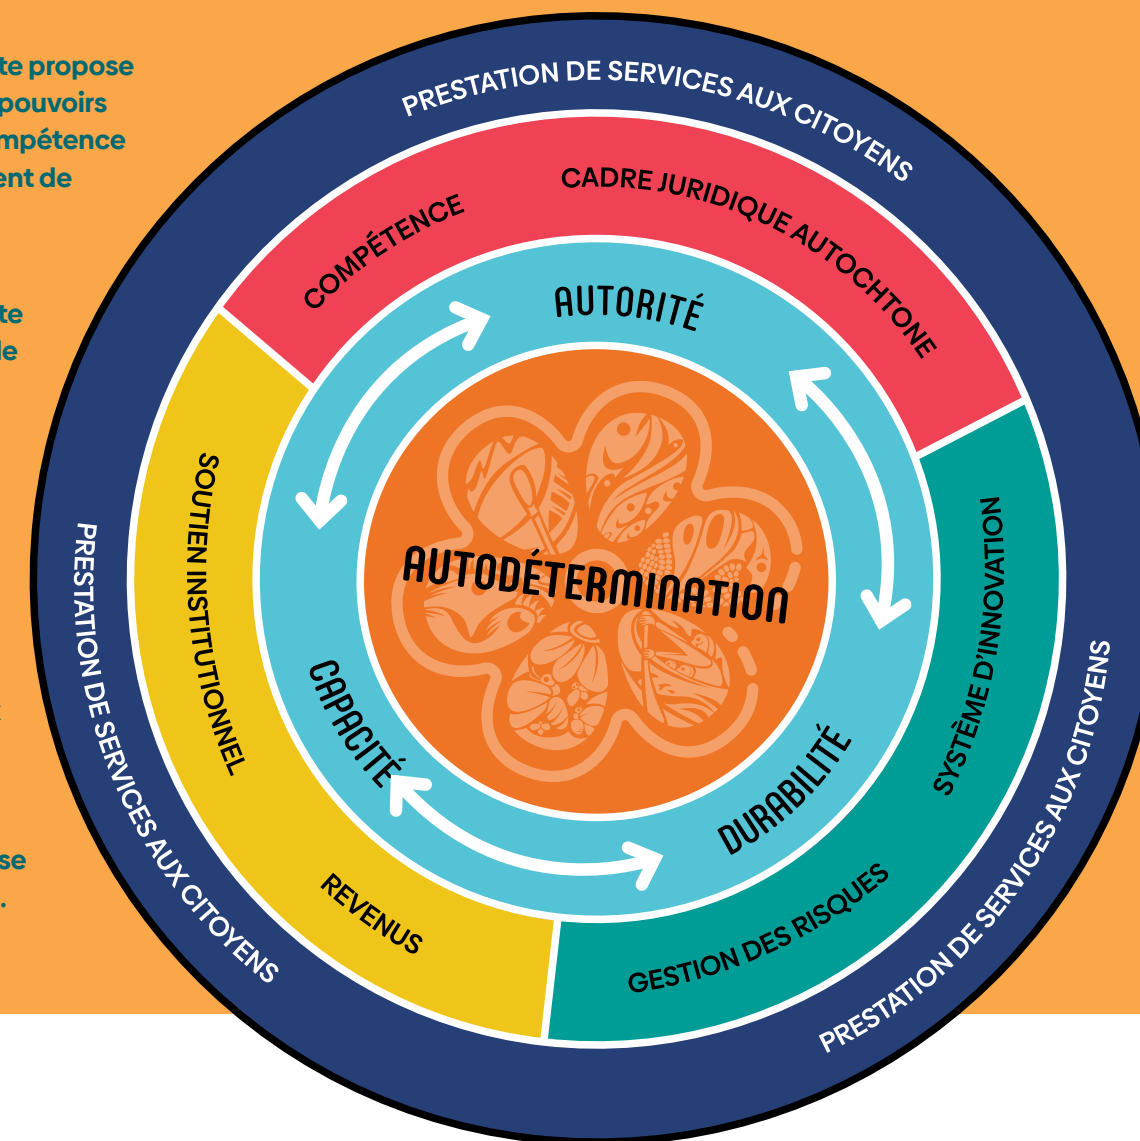 te propose
pouvoirs
mpétence
ent de
te
le
se
.
PRESTATION DE SERVICES AUX CITOYENS
COMPÉTENCE
CADRE JURIDIQUE AUTOCHTONE
AUTORITÉ
SOUTIEN INSTITUTIONNEL
AUTODÉTERMINATION
SYSTÈME D'INNOVATION
CAPACITÉ
DURABILITÉ
REVENUS
GESTION DES RISQUES
PRESTATION DE SERVICES AUX CITOYENS
PRESTATION DE SERVICES AUX CITOYENS